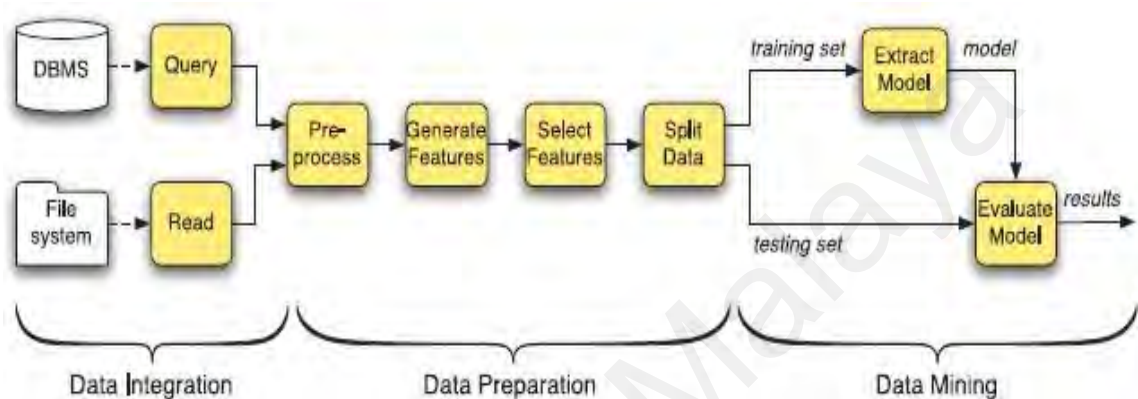 DBMS
Query
File
system
Read
Pre-
process
Generate
Features
Select
Features
Split
Data
training set
testing set
Extract
Model
model
Evaluate
Model
results
Data Integration
Data Preparation
Data Mining
Malaya